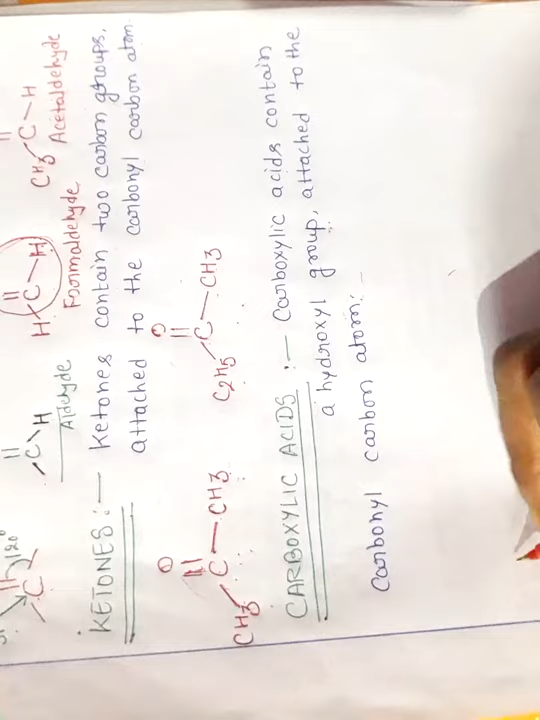 120°
C
C H
Aldehyde
H C H
Formaldehyde
CH3 C H
Acetaldehyde
KETONES :— Ketones contain two carbon groups,
attached to the carbonyl carbon atom.
O O
CH3 C CH3 C2H5 C CH3
CARBOXYLIC ACIDS :— Carboxylic acids contain
a hydroxyl group, attached to the
Carbonyl carbon atom. –